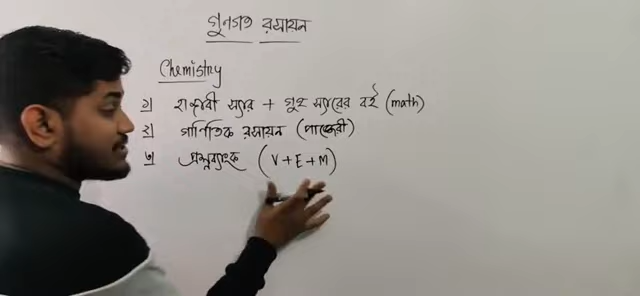 গুনগত রসায়ন
Chemistry
১) হাজারী স্যার + গুহ স্যারের বই (math)
২) গাণিতিক রসায়ন (পাঞ্জেরী)
৩) প্রশ্নব্যাংক (V+E+M)